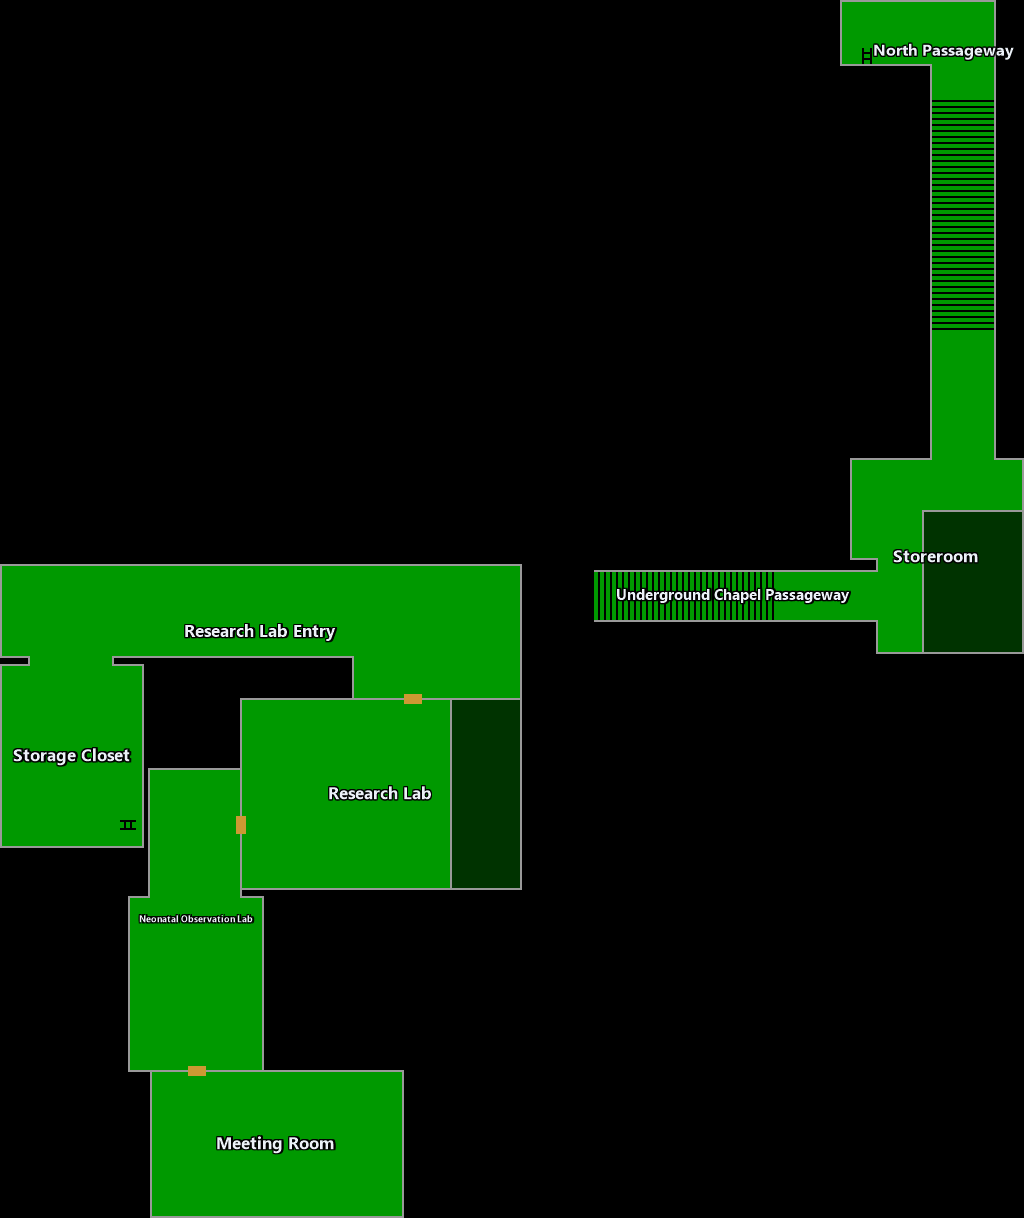 North Passageway
Storeroom
Underground Chapel Passageway
Research Lab Entry
Storage Closet
Research Lab
Neonatal Observation Lab
Meeting Room